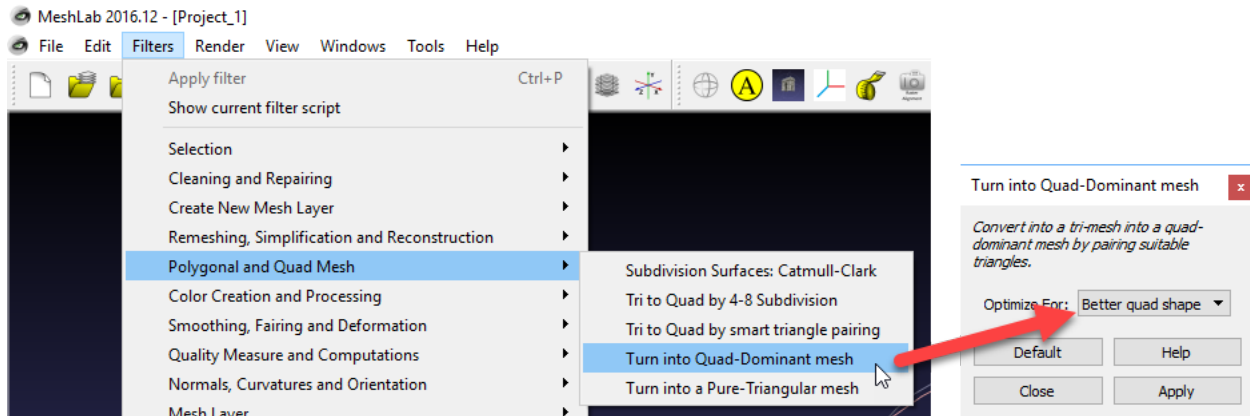 MeshLab 2016.12 - [Project_1]
File Edit Filters Render View Windows Tools Help
Apply filter Ctrl+P
A
Show current filter script
Selection
Cleaning and Repairing
Create New Mesh Layer
Remeshing, Simplification and Reconstruction
Polygonal and Quad Mesh
Color Creation and Processing
Smoothing, Fairing and Deformation
Quality Measure and Computations
Normals, Curvatures and Orientation
Mesh Layer
Subdivision Surfaces: Catmull-Clark
Tri to Quad by 4-8 Subdivision
Tri to Quad by smart triangle pairing
Turn into Quad-Dominant mesh
Turn into a Pure-Triangular mesh
Turn into Quad-Dominant mesh x
Convert into a tri-mesh into a quad-
dominant mesh by pairing suitable
triangles.
Optimize For: Better quad shape
Default Help
Close Apply